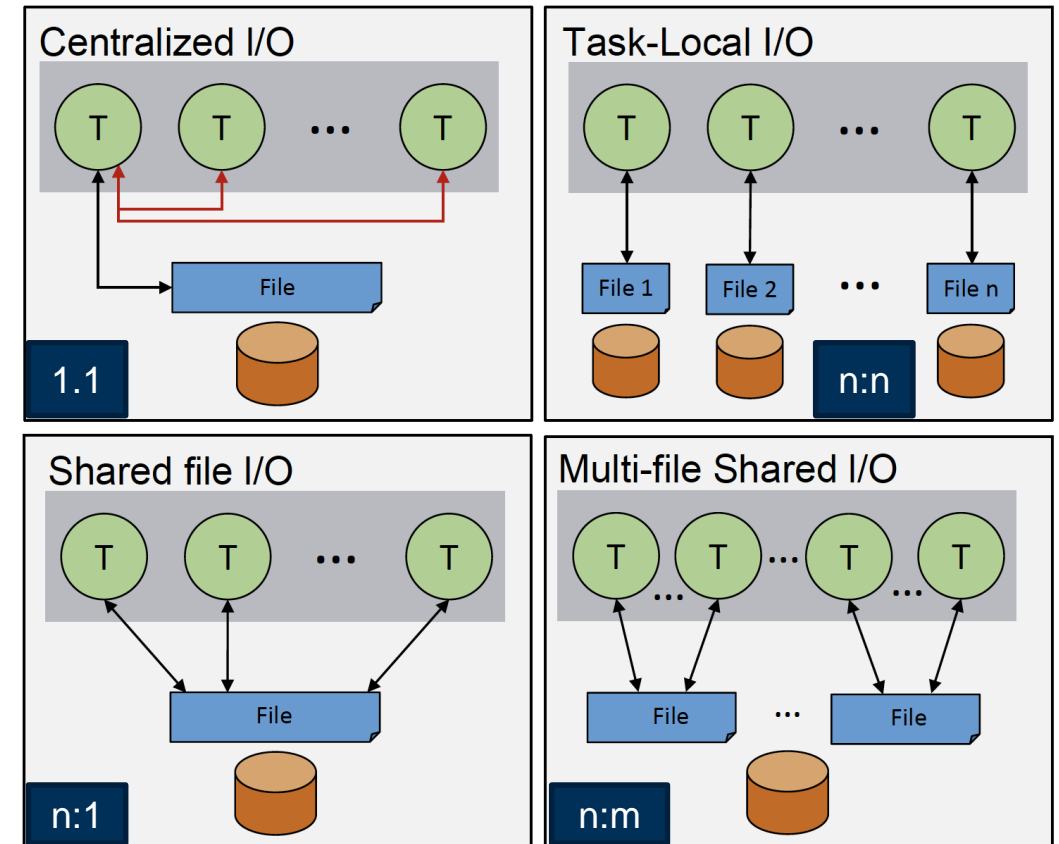 Centralized I/O
T T ... T
File
1.1
Task-Local I/O
T T ... T
File 1 File 2 ... File n
n:n
Shared file I/O
T T ... T
File
n:1
Multi-file Shared I/O
T ... T ... T ... T
File ... File
n:m